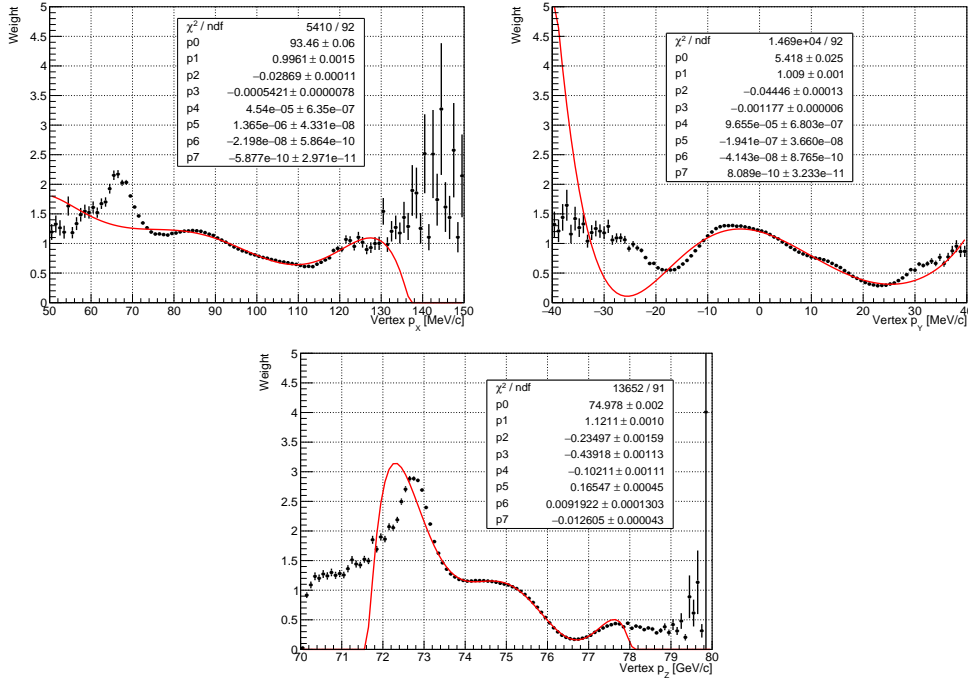 Weight
5
4.5
4
3.5
3
2.5
2
1.5
1
0.5
0
50 60 70 80 90 100 110 120 130 140 150
Vertex p_X [MeV/c]
χ² / ndf 5410 / 92
p0 93.46 ± 0.06
p1 0.9961 ± 0.0015
p2 −0.02869 ± 0.00011
p3 −0.0005421 ± 0.0000078
p4 4.54e-05 ± 6.35e-07
p5 1.365e-06 ± 4.331e-08
p6 −2.198e-08 ± 5.864e-10
p7 −5.877e-10 ± 2.971e-11
Weight
5
4.5
4
3.5
3
2.5
2
1.5
1
0.5
0
−40 −30 −20 −10 0 10 20 30 40
Vertex p_Y [MeV/c]
χ² / ndf 1.469e+04 / 92
p0 5.418 ± 0.025
p1 1.009 ± 0.001
p2 −0.04446 ± 0.00013
p3 −0.001177 ± 0.000006
p4 9.655e-05 ± 6.803e-07
p5 −1.941e-07 ± 3.660e-08
p6 −4.143e-08 ± 8.765e-10
p7 8.089e-10 ± 3.233e-11
Weight
5
4.5
4
3.5
3
2.5
2
1.5
1
0.5
0
70 71 72 73 74 75 76 77 78 79 80
Vertex p_Z [GeV/c]
χ² / ndf 13652 / 91
p0 74.978 ± 0.002
p1 1.1211 ± 0.0010
p2 −0.23497 ± 0.00159
p3 −0.43918 ± 0.00113
p4 −0.10211 ± 0.00111
p5 0.16547 ± 0.00045
p6 0.0091922 ± 0.0001303
p7 −0.012605 ± 0.000043